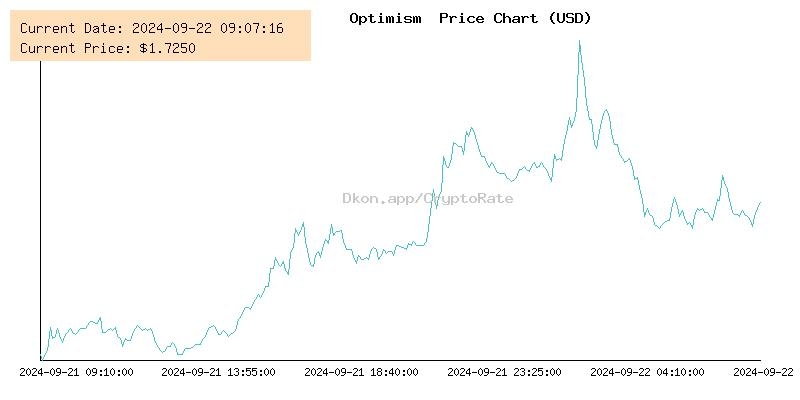 Optimism  Price Chart (USD)
Current Date: 2024-09-22 09:07:16
Current Price: $1.7250
Dkon.app/CryptoRate
2024-09-21 09:10:00 2024-09-21 13:55:00 2024-09-21 18:40:00 2024-09-21 23:25:00 2024-09-22 04:10:00 2024-09-22